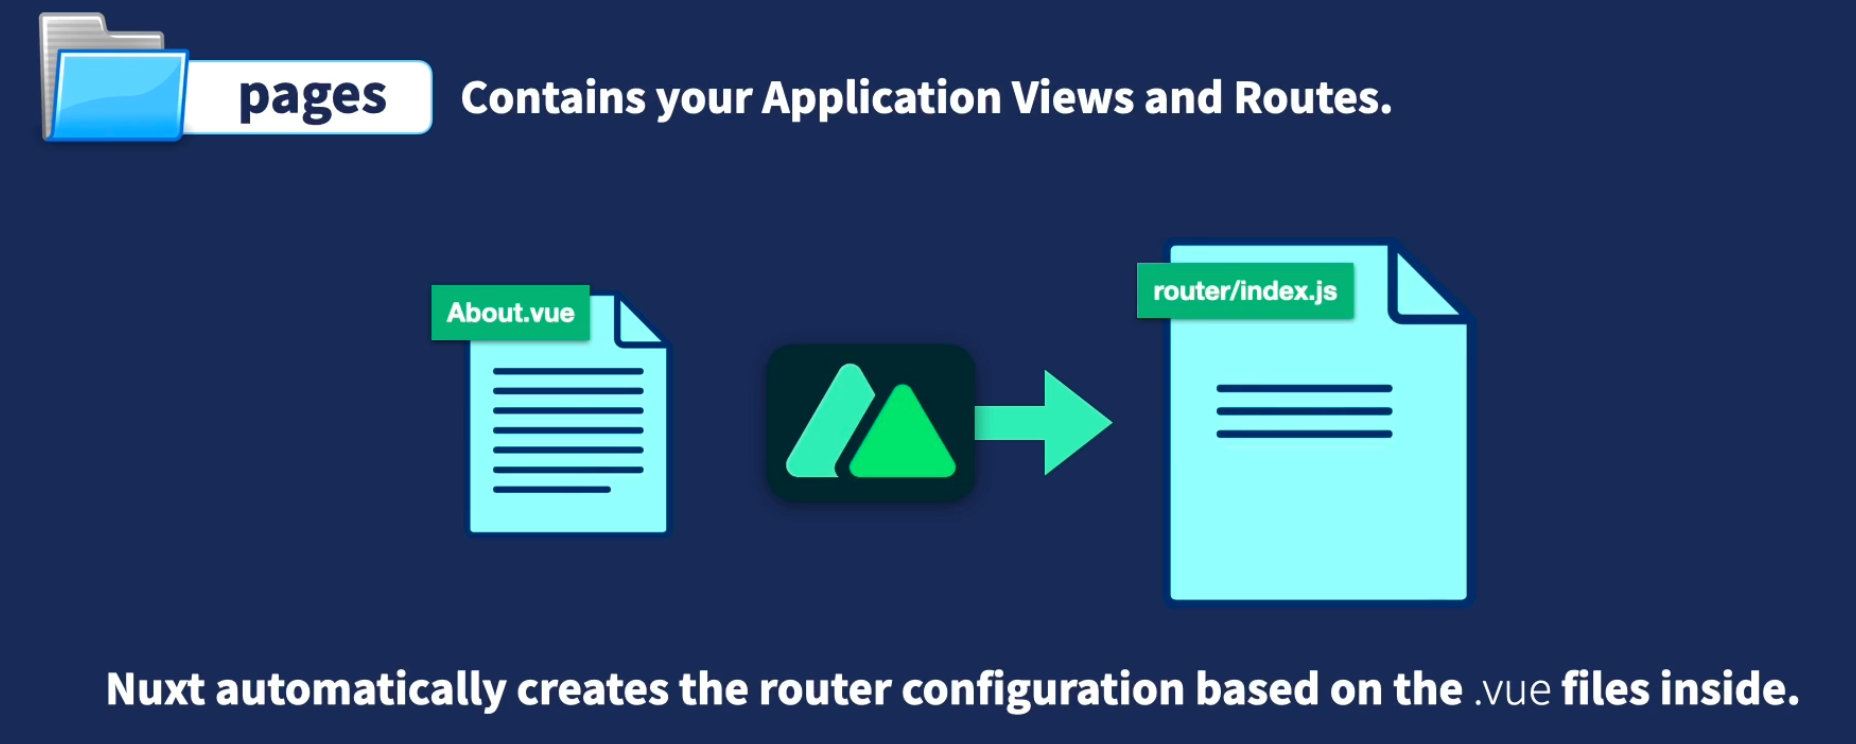 pages
Contains your Application Views and Routes.
About.vue
router/index.js
Nuxt automatically creates the router configuration based on the .vue files inside.